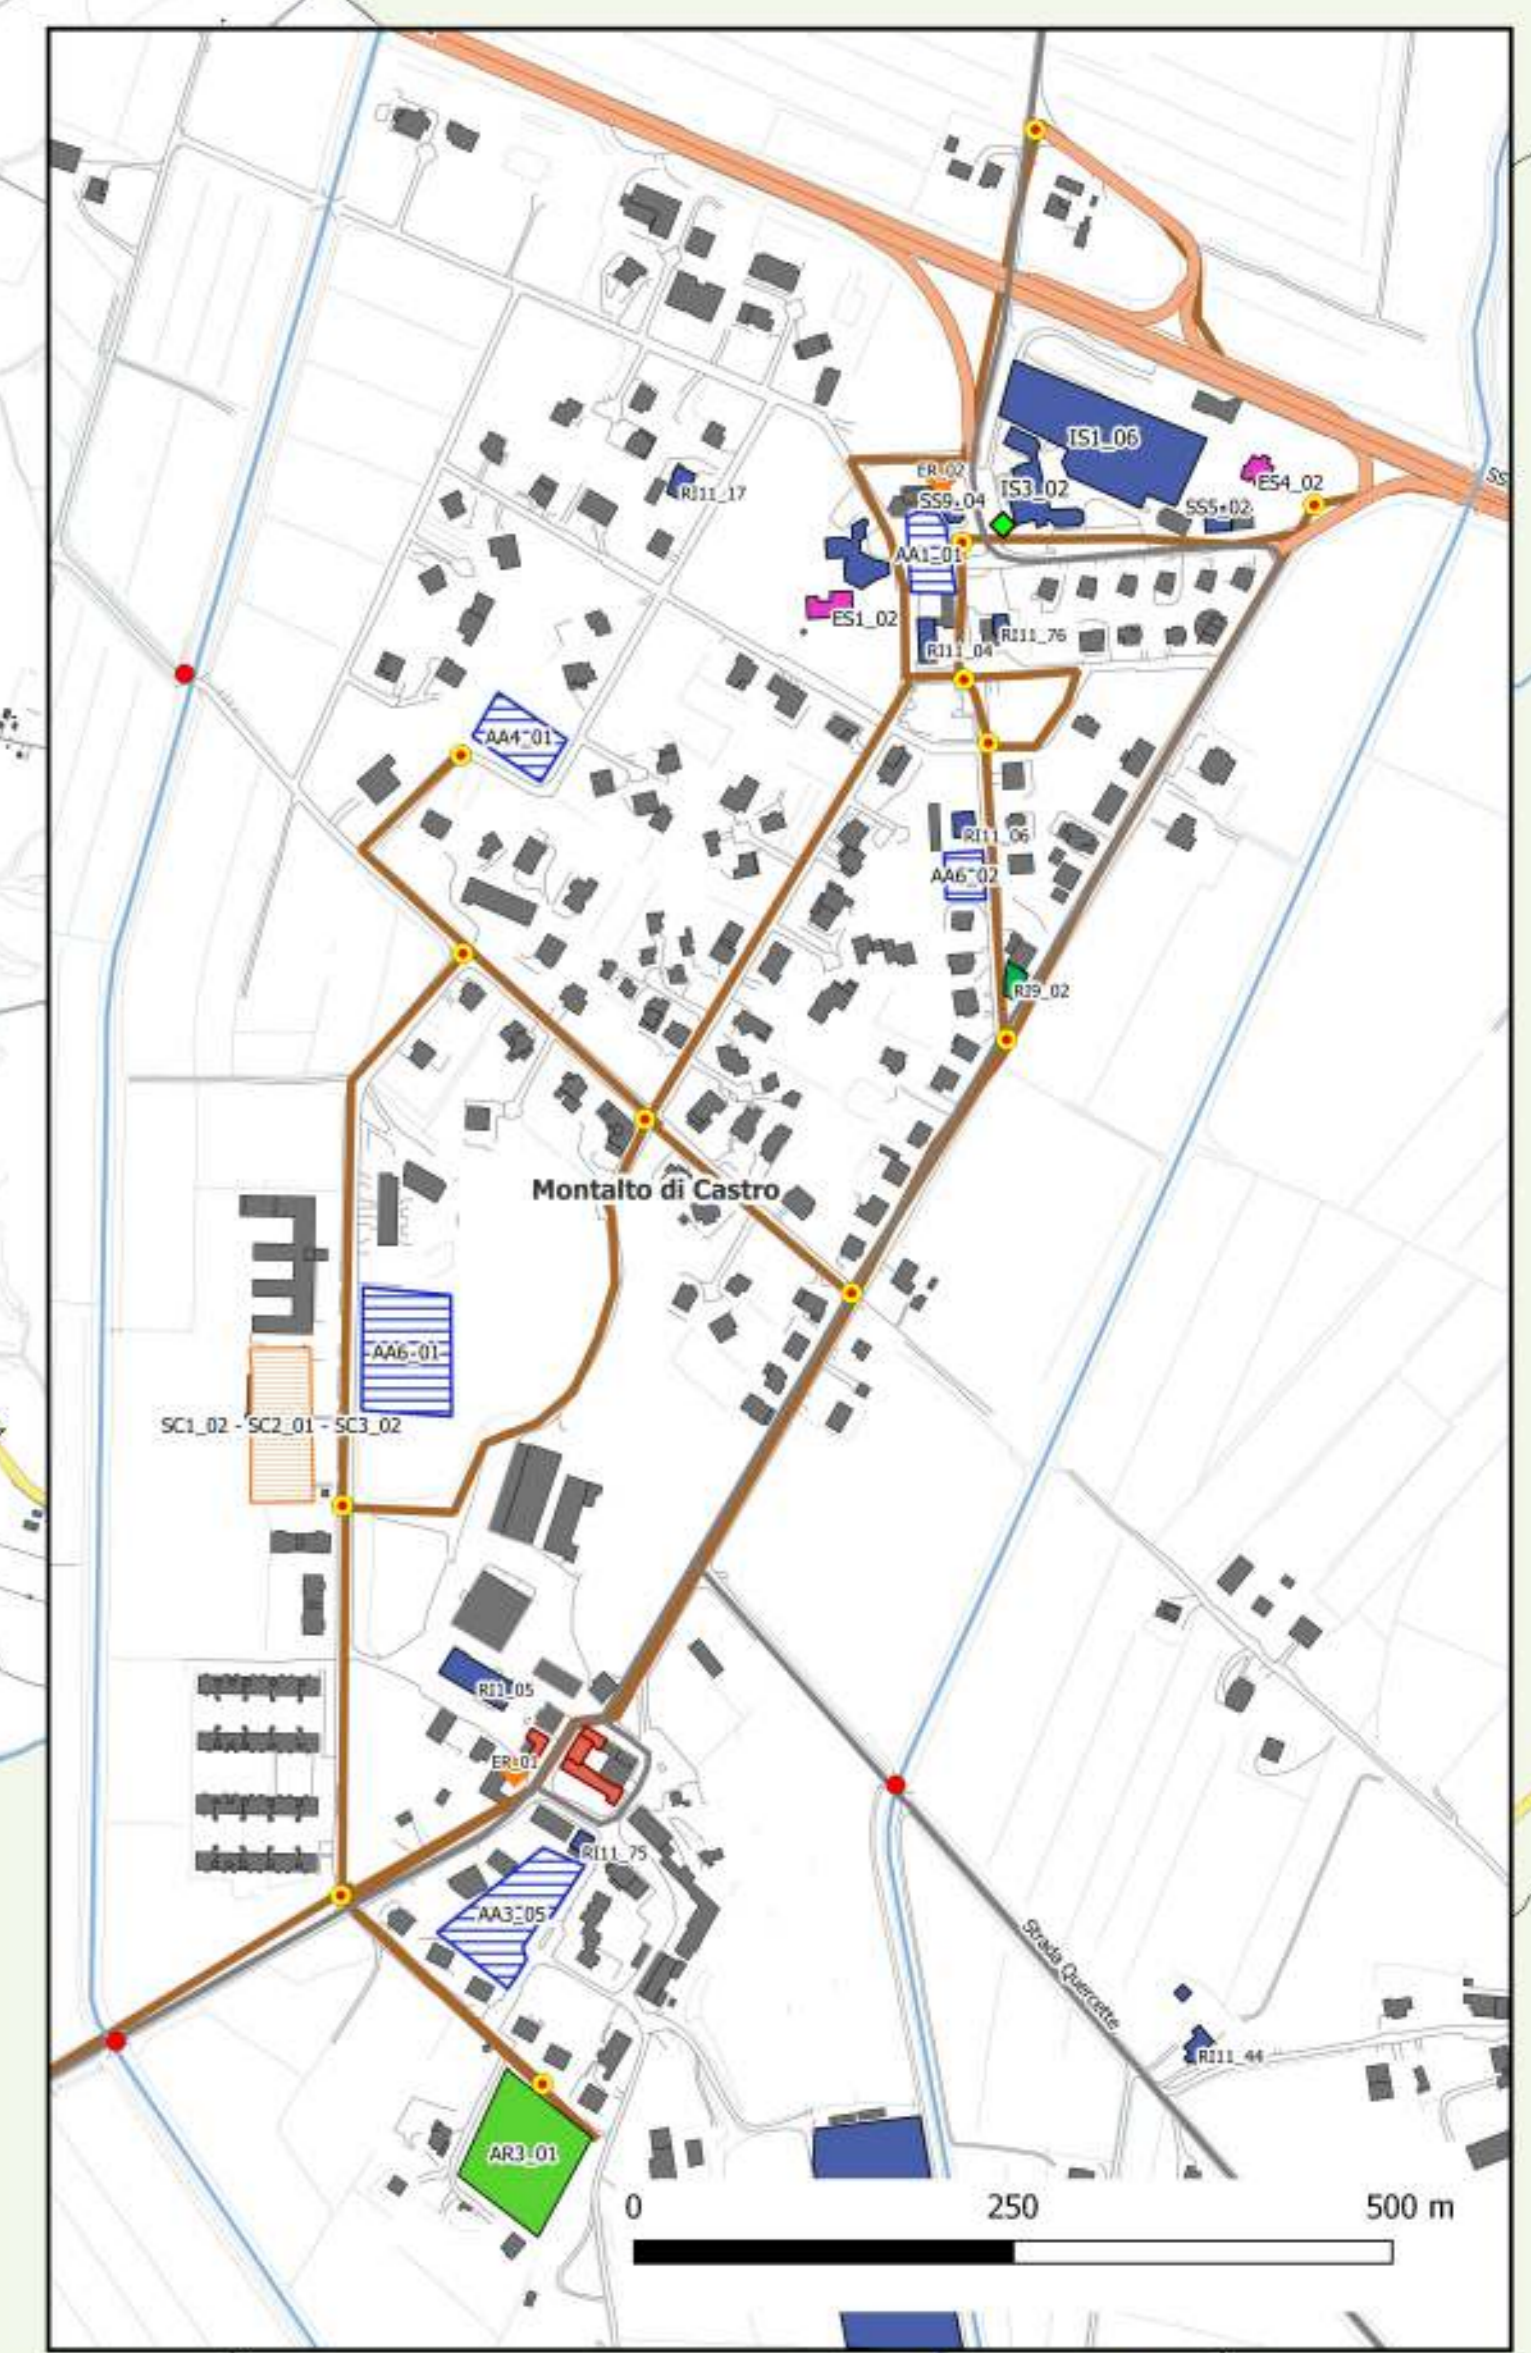 IS1_06
ER_02
ES4_02
IS3_02
RI11_17
SS9_04
SS5_02
AA1_01
ES1_02
RI11_76
RI11_04
AA4_01
RI11_06
AA6_02
RI9_02
Montalto di Castro
AA6_01
SC1_02 - SC2_01 - SC3_02
RI1_05
ER_01
RI11_75
AA3_05
Strada Quercette
RI11_44
AR3_01
0 250 500 m